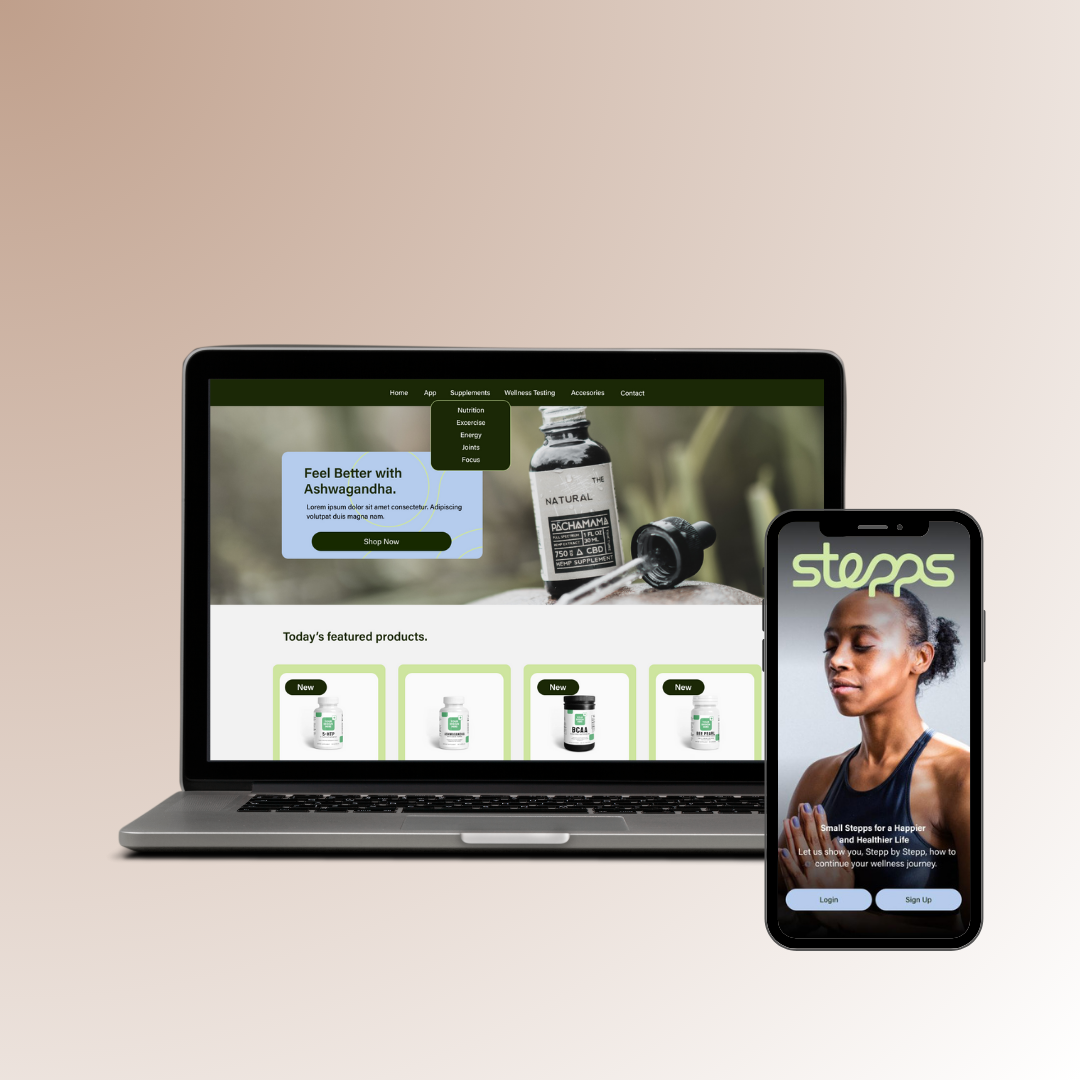 Home App Supplements Wellness Testing Accesories Contact
Nutrition
Excercise
Energy
Joints
Focus
Feel Better with
Ashwagandha.
Lorem ipsum dolor sit amet consectetur. Adipiscing
volutpat duis magna nam.
Shop Now
THE
NATURAL
PACHAMAMA
FULL SPECTRUM
HEMP EXTRACT
1 FL OZ
30 ML
750 CBD
HEMP SUPPLEMENT
Today's featured products.
New
New
New
5-HTP
BCAA
stepps
Small Stepps for a Happier
and Healthier Life
Let us show you, Stepp by Stepp, how to
continue your wellness journey.
Login
Sign Up